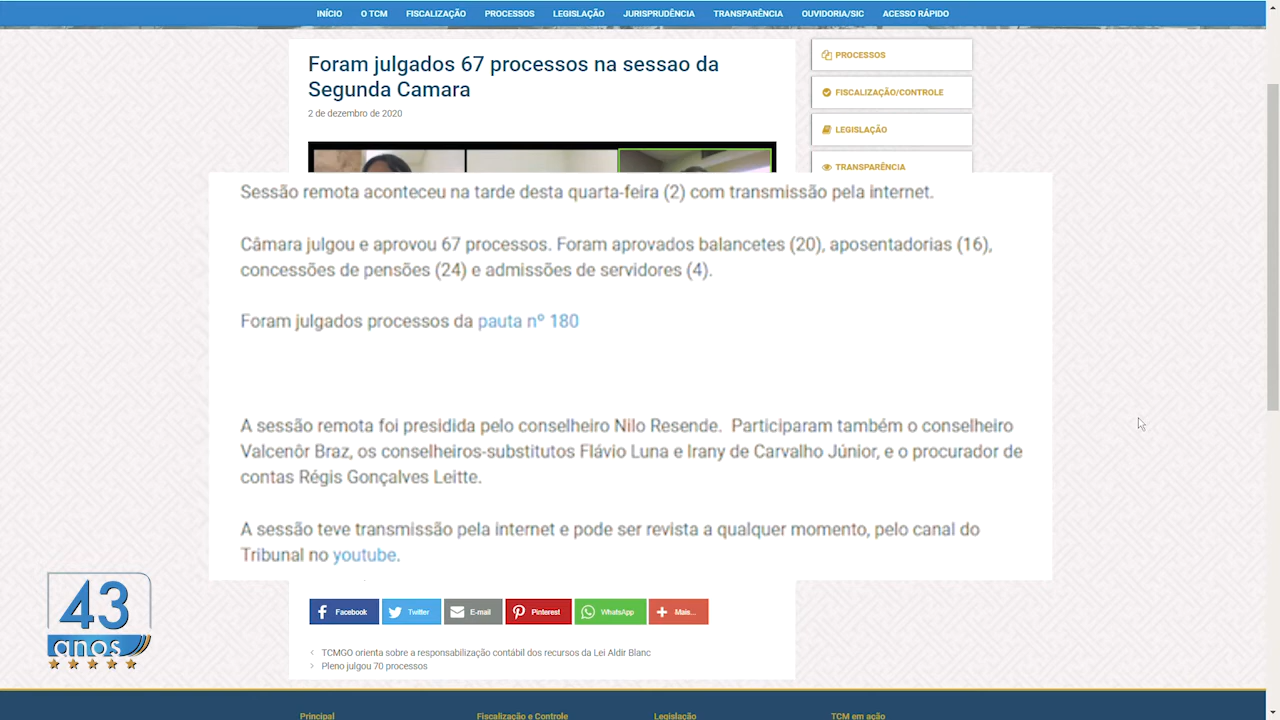 INÍCIO O TCM FISCALIZAÇÃO PROCESSOS LEGISLAÇÃO JURISPRUDÊNCIA TRANSPARÊNCIA OUVIDORIA/SIC ACESSO RÁPIDO
Foram julgados 67 processos na sessao da
Segunda Camara
2 de dezembro de 2020
PROCESSOS
FISCALIZAÇÃO/CONTROLE
LEGISLAÇÃO
TRANSPARÊNCIA
Sessão remota aconteceu na tarde desta quarta-feira (2) com transmissão pela internet.
Câmara julgou e aprovou 67 processos. Foram aprovados balancetes (20), aposentadorias (16),
concessões de pensões (24) e admissões de servidores (4).
Foram julgados processos da pauta nº 180
A sessão remota foi presidida pelo conselheiro Nilo Resende.  Participaram também o conselheiro
Valcenôr Braz, os conselheiros-substitutos Flávio Luna e Irany de Carvalho Júnior, e o procurador de
contas Régis Gonçalves Leitte.
A sessão teve transmissão pela internet e pode ser revista a qualquer momento, pelo canal do
Tribunal no youtube.
43
anos
Facebook Twitter E-mail Pinterest WhatsApp Mais...
TCMGO orienta sobre a responsabilização contábil dos recursos da Lei Aldir Blanc
Pleno julgou 70 processos
Principal Fiscalização e Controle Legislação TCM em ação